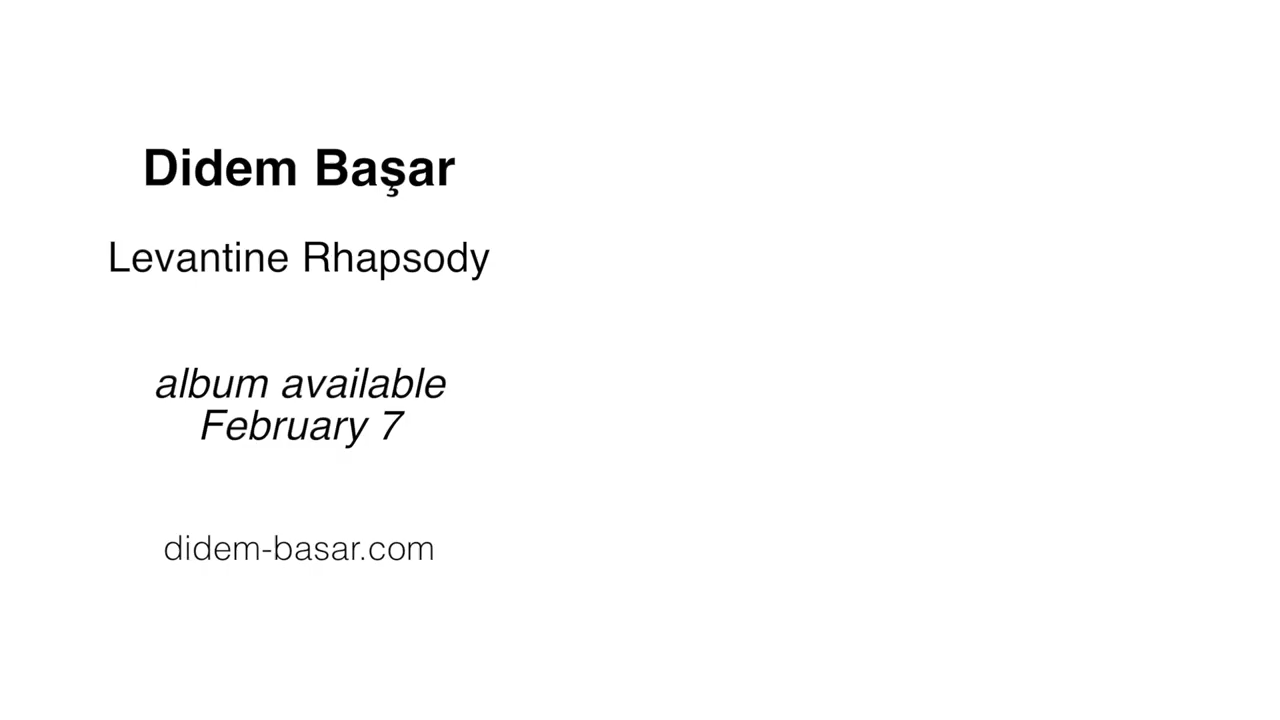 Didem Başar
Levantine Rhapsody
album available
February 7
didem-basar.com